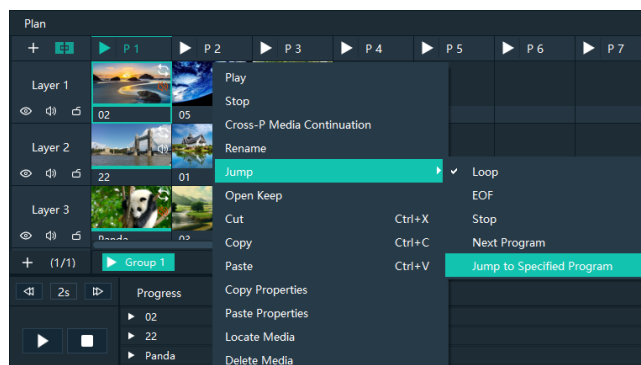 Plan
+ P 1 P 2 P 3 P 4 P 5 P 6 P 7
Layer 1
02 05
Layer 2
22 01
Layer 3
Panda 03
+ (1/1) Group 1
2s Progress
02
22
Panda
Play
Stop
Cross-P Media Continuation
Rename
Jump
Open Keep
Cut Ctrl+X
Copy Ctrl+C
Paste Ctrl+V
Copy Properties
Paste Properties
Locate Media
Delete Media
Loop
EOF
Stop
Next Program
Jump to Specified Program